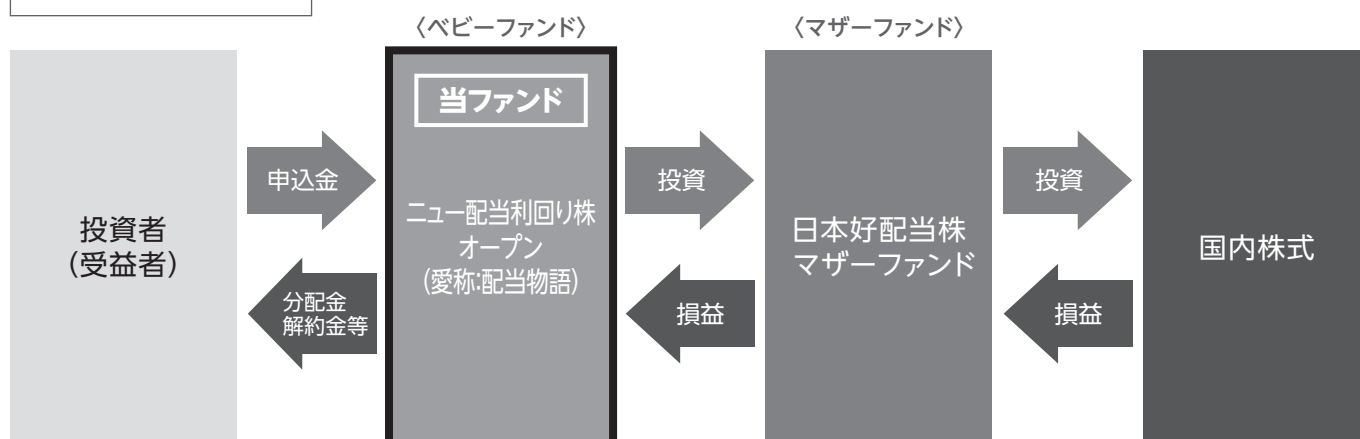 〈ベビーファンド〉
〈マザーファンド〉
投資者
(受益者)
申込金
分配金
解約金等
当ファンド
ニュー配当利回り株
オープン
(愛称:配当物語)
投資
損益
日本好配当株
マザーファンド
投資
損益
国内株式